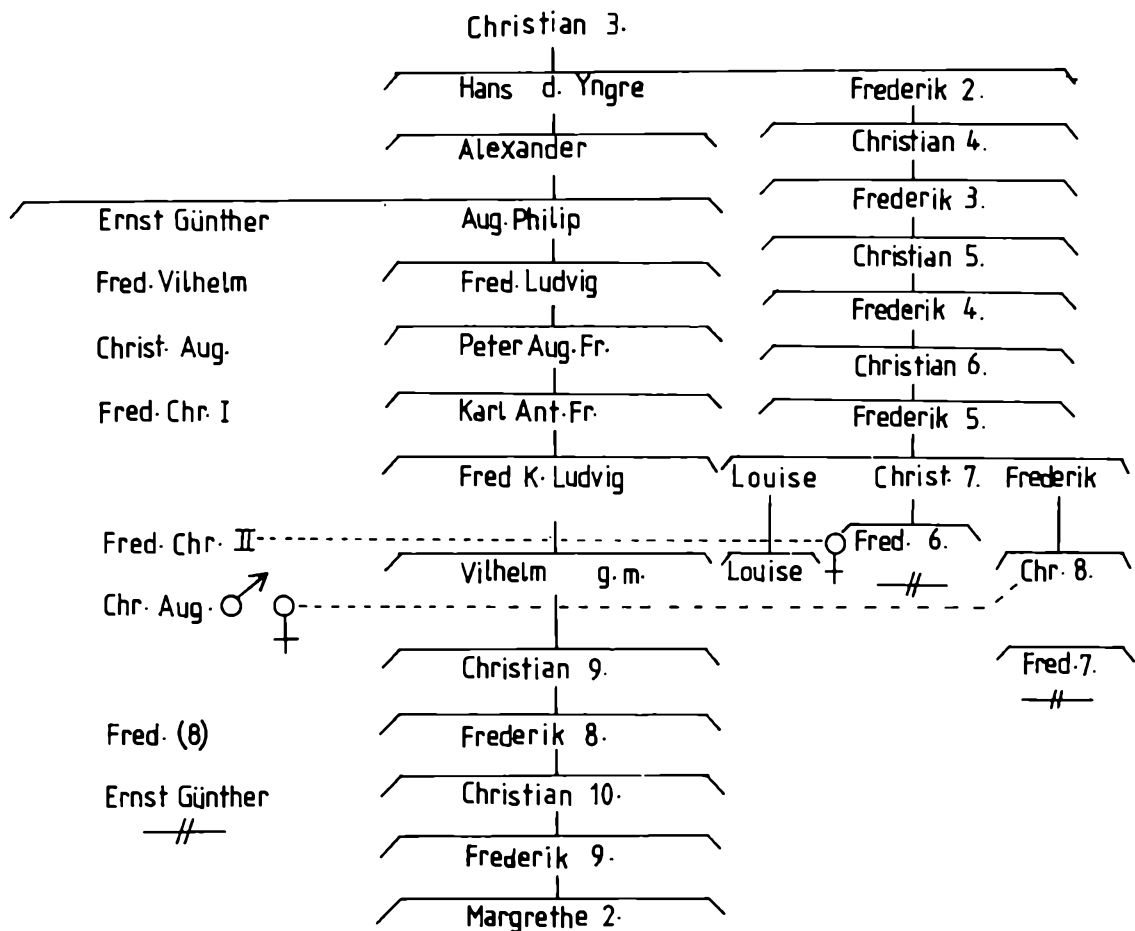 Christian 3.
Hans d. Yngre Frederik 2.
Alexander Christian 4.
Ernst Günther Aug. Philip Frederik 3.
Christian 5.
Fred. Vilhelm Fred. Ludvig Frederik 4.
Christ. Aug. Peter Aug. Fr. Christian 6.
Fred. Chr. I Karl Ant. Fr. Frederik 5.
Fred K. Ludvig Louise Christ. 7. Frederik
Fred. Chr. II Fred. 6.
Vilhelm g.m. Louise Chr. 8.
Chr. Aug.
Christian 9. Fred. 7.
Fred. (8) Frederik 8.
Ernst Günther Christian 10.
Frederik 9.
Margrethe 2.